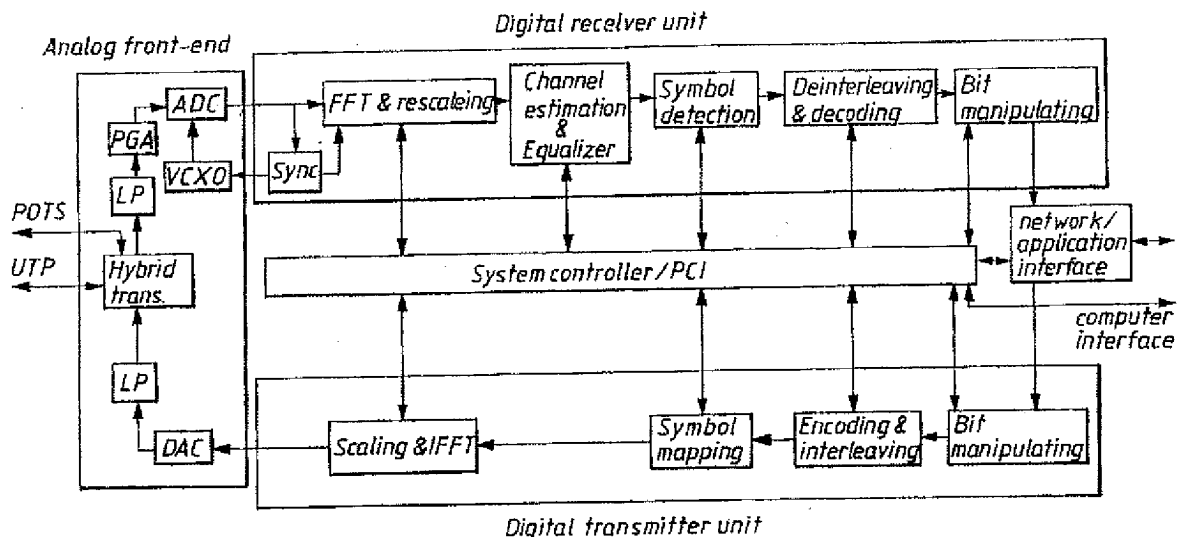 Digital receiver unit
Analog front-end
ADC
PGA
VCXO
LP
FFT & rescaleing
Sync
Channel
estimation
&
Equalizer
Symbol
detection
Deinterleaving
& decoding
Bit
manipulating
POTS
UTP
Hybrid
trans.
System controller/PCI
network/
application
interface
computer
interface
LP
DAC
Scaling &IFFT
Symbol
mapping
Encoding &
interleaving
Bit
manipulating
Digital transmitter unit